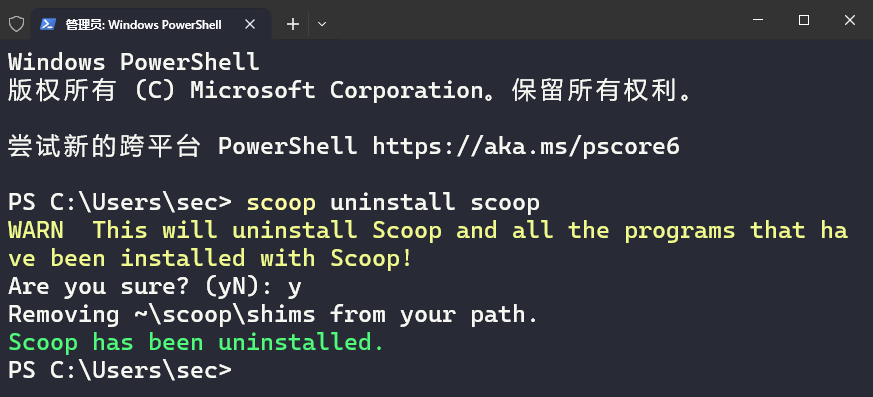 管理员: Windows PowerShell
Windows PowerShell
版权所有 (C) Microsoft Corporation。保留所有权利。
尝试新的跨平台 PowerShell https://aka.ms/pscore6
PS C:\Users\sec> scoop uninstall scoop
WARN  This will uninstall Scoop and all the programs that ha
ve been installed with Scoop!
Are you sure? (yN): y
Removing ~\scoop\shims from your path.
Scoop has been uninstalled.
PS C:\Users\sec>